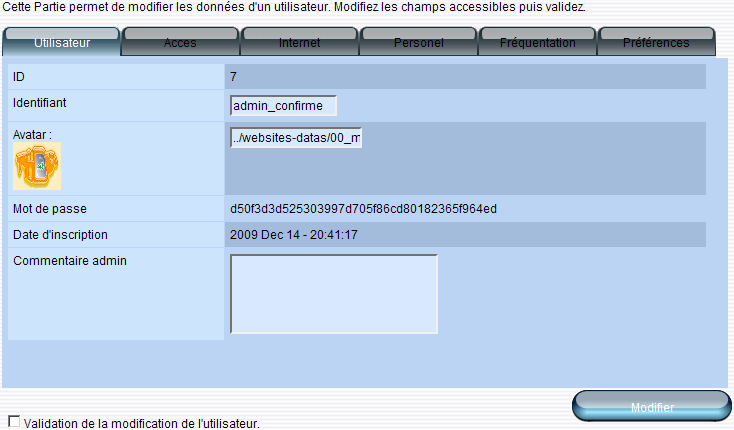 Cette Partie permet de modifier les données d'un utilisateur. Modifiez les champs accessibles puis validez.
Utilisateur Acces Internet Personel Fréquentation Préférences
ID 7
Identifiant admin_confirme
Avatar : ../websites-datas/00_m
Mot de passe d50f3d3d525303997d705f86cd80182365f964ed
Date d'inscription 2009 Dec 14 - 20:41:17
Commentaire admin
Modifier
Validation de la modification de l'utilisateur.